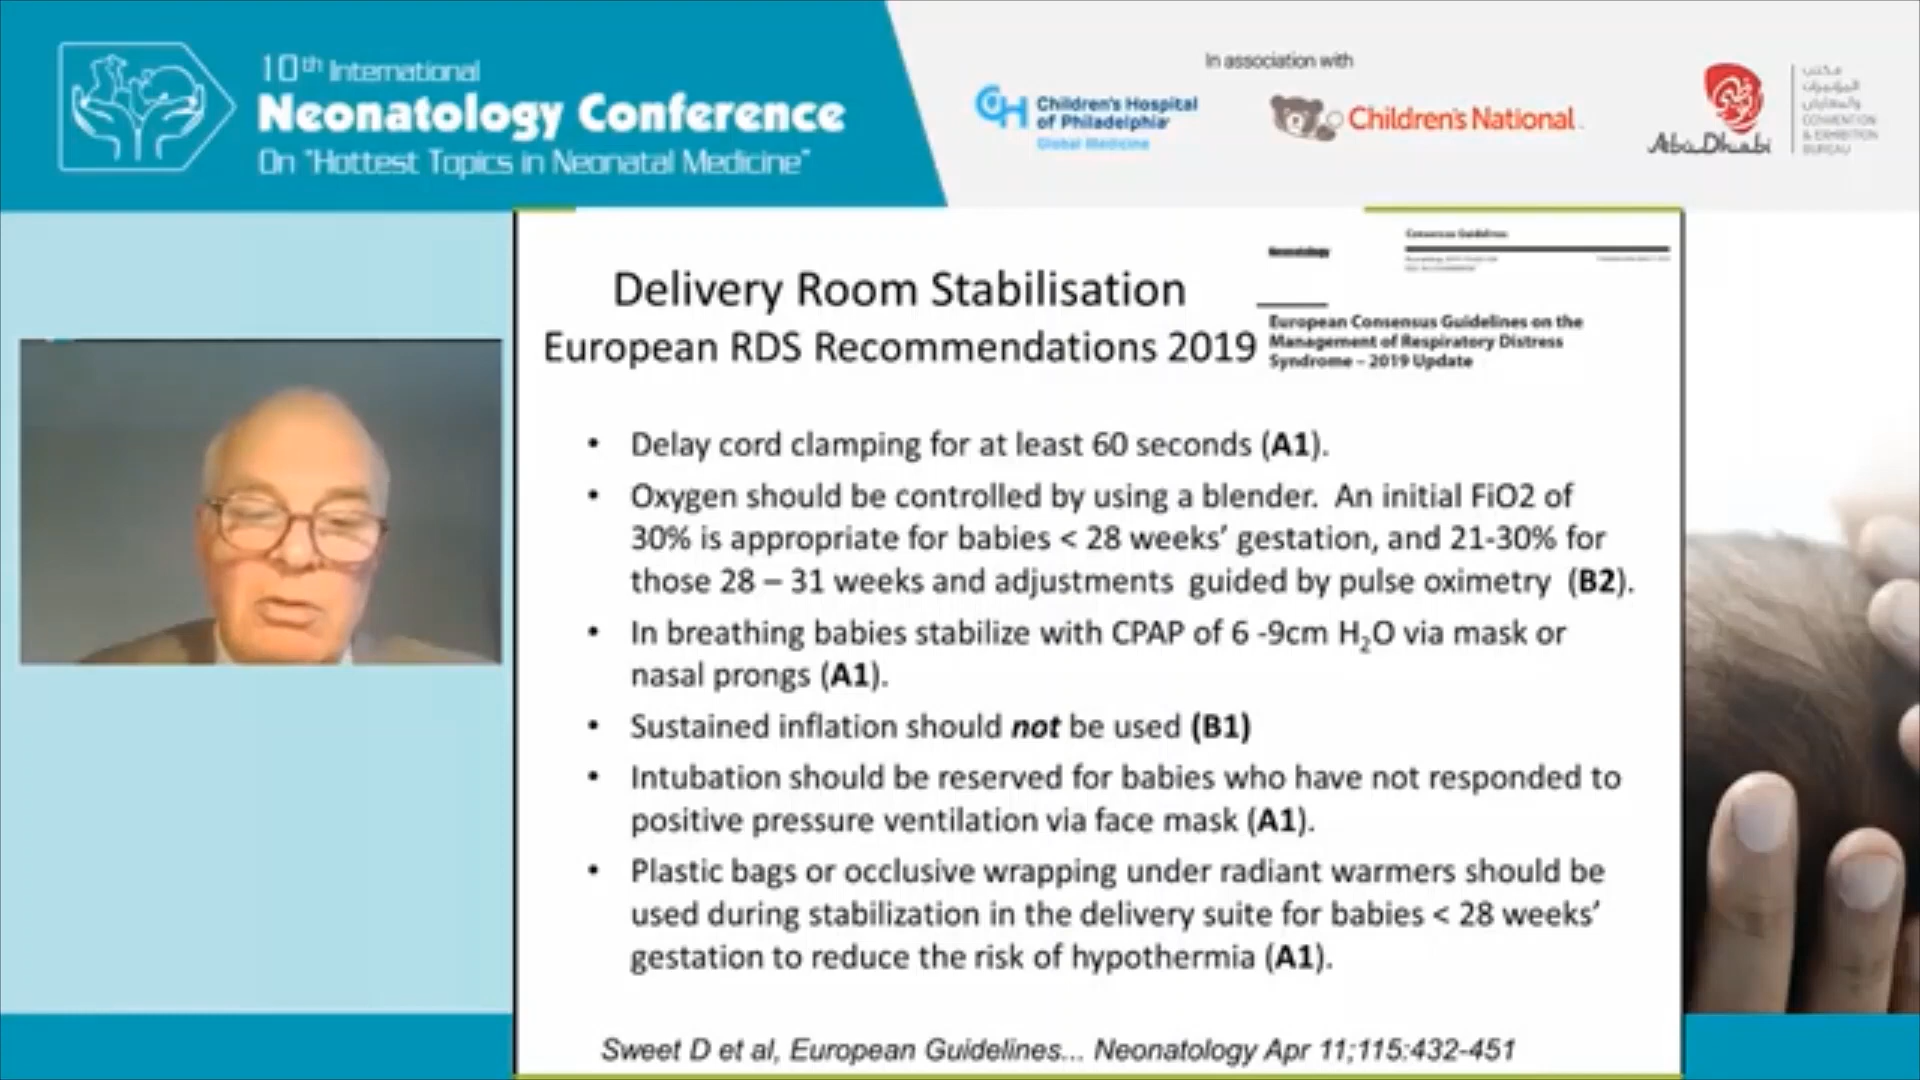 10th International
Neonatology Conference
On "Hottest Topics in Neonatal Medicine"
In association with
Children's Hospital
of Philadelphia
Global Medicine
Children's National
Abu Dhabi
CONVENTION
& EXHIBITION
BUREAU
Neonatology
Consensus Guidelines
Delivery Room Stabilisation
European RDS Recommendations 2019
European Consensus Guidelines on the
Management of Respiratory Distress
Syndrome – 2019 Update
• Delay cord clamping for at least 60 seconds (A1).
• Oxygen should be controlled by using a blender. An initial FiO2 of
30% is appropriate for babies < 28 weeks' gestation, and 21-30% for
those 28 – 31 weeks and adjustments guided by pulse oximetry (B2).
• In breathing babies stabilize with CPAP of 6 -9cm H₂O via mask or
nasal prongs (A1).
• Sustained inflation should not be used (B1)
• Intubation should be reserved for babies who have not responded to
positive pressure ventilation via face mask (A1).
• Plastic bags or occlusive wrapping under radiant warmers should be
used during stabilization in the delivery suite for babies < 28 weeks'
gestation to reduce the risk of hypothermia (A1).
Sweet D et al, European Guidelines... Neonatology Apr 11;115:432-451